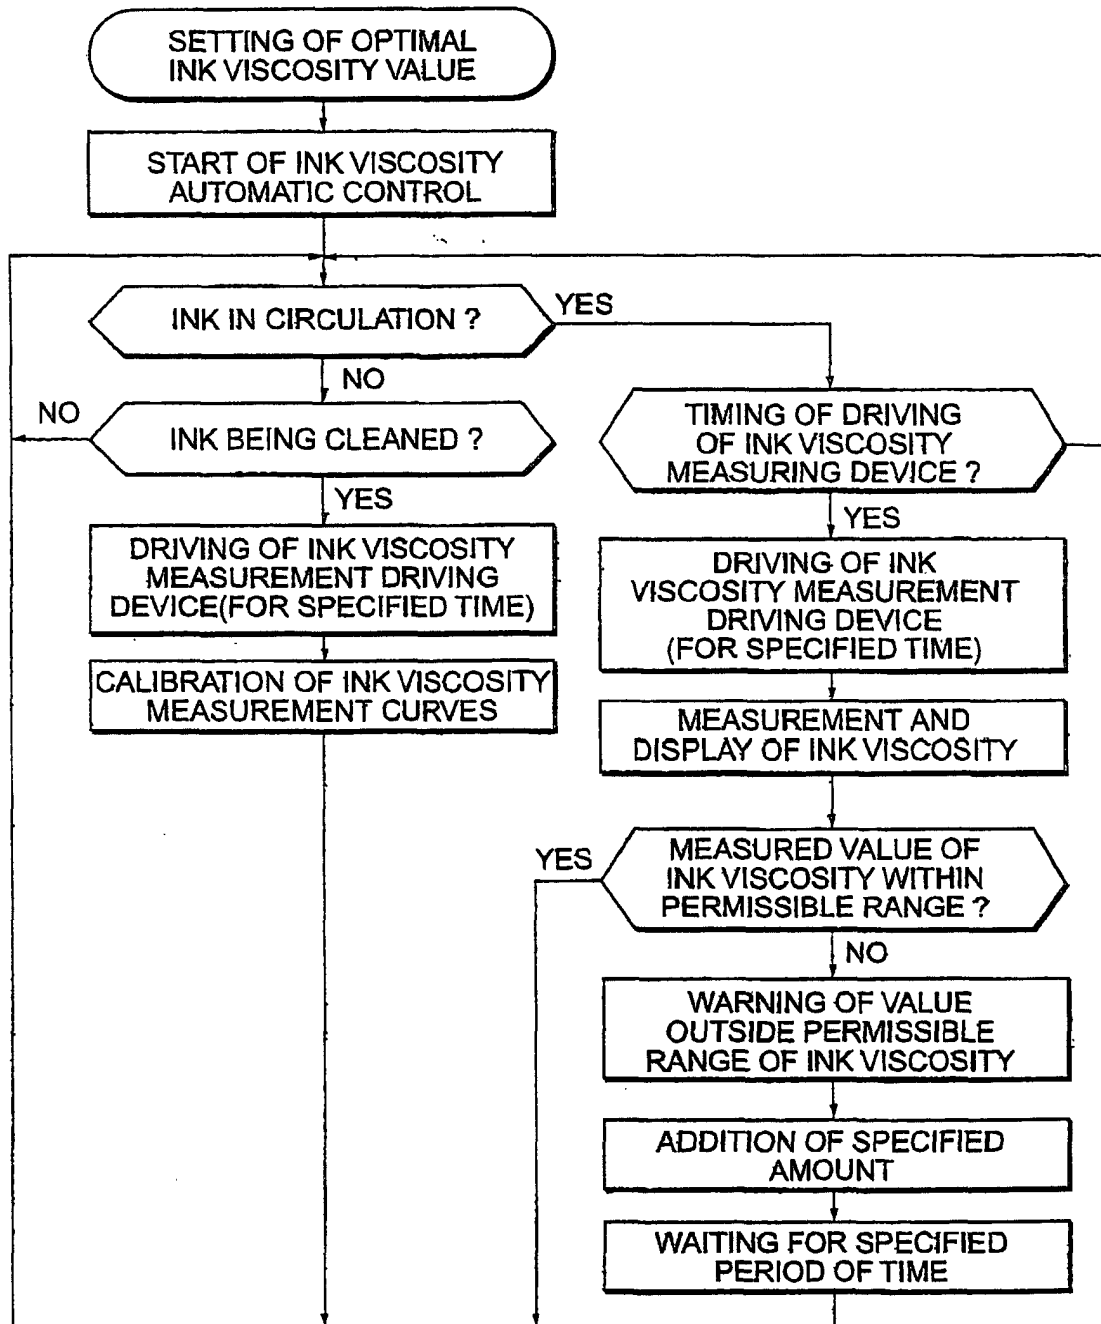 SETTING OF OPTIMAL
INK VISCOSITY VALUE
START OF INK VISCOSITY
AUTOMATIC CONTROL
INK IN CIRCULATION ?
YES
NO
NO
INK BEING CLEANED ?
YES
DRIVING OF INK VISCOSITY
MEASUREMENT DRIVING
DEVICE(FOR SPECIFIED TIME)
CALIBRATION OF INK VISCOSITY
MEASUREMENT CURVES
TIMING OF DRIVING
OF INK VISCOSITY
MEASURING DEVICE ?
YES
DRIVING OF INK
VISCOSITY MEASUREMENT
DRIVING DEVICE
(FOR SPECIFIED TIME)
MEASUREMENT AND
DISPLAY OF INK VISCOSITY
YES
MEASURED VALUE OF
INK VISCOSITY WITHIN
PERMISSIBLE RANGE ?
NO
WARNING OF VALUE
OUTSIDE PERMISSIBLE
RANGE OF INK VISCOSITY
ADDITION OF SPECIFIED
AMOUNT
WAITING FOR SPECIFIED
PERIOD OF TIME